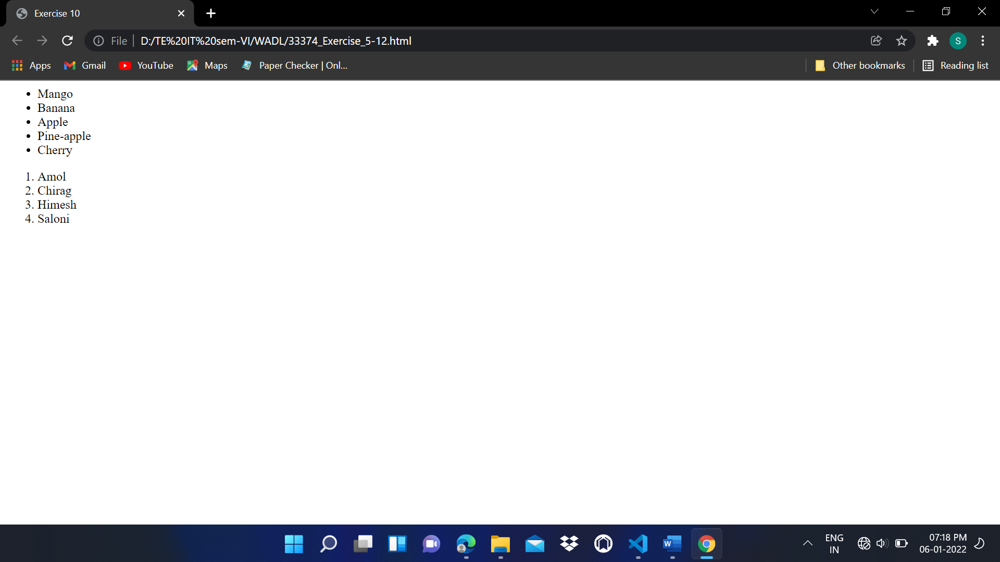 Exercise 10
File D:/TE%20IT%20sem-VI/WADL/33374_Exercise_5-12.html
S
Apps Gmail YouTube Maps Paper Checker | Onl... Other bookmarks Reading list
• Mango
• Banana
• Apple
• Pine-apple
• Cherry
1. Amol
2. Chirag
3. Himesh
4. Saloni
W
ENG
IN
07:18 PM
06-01-2022